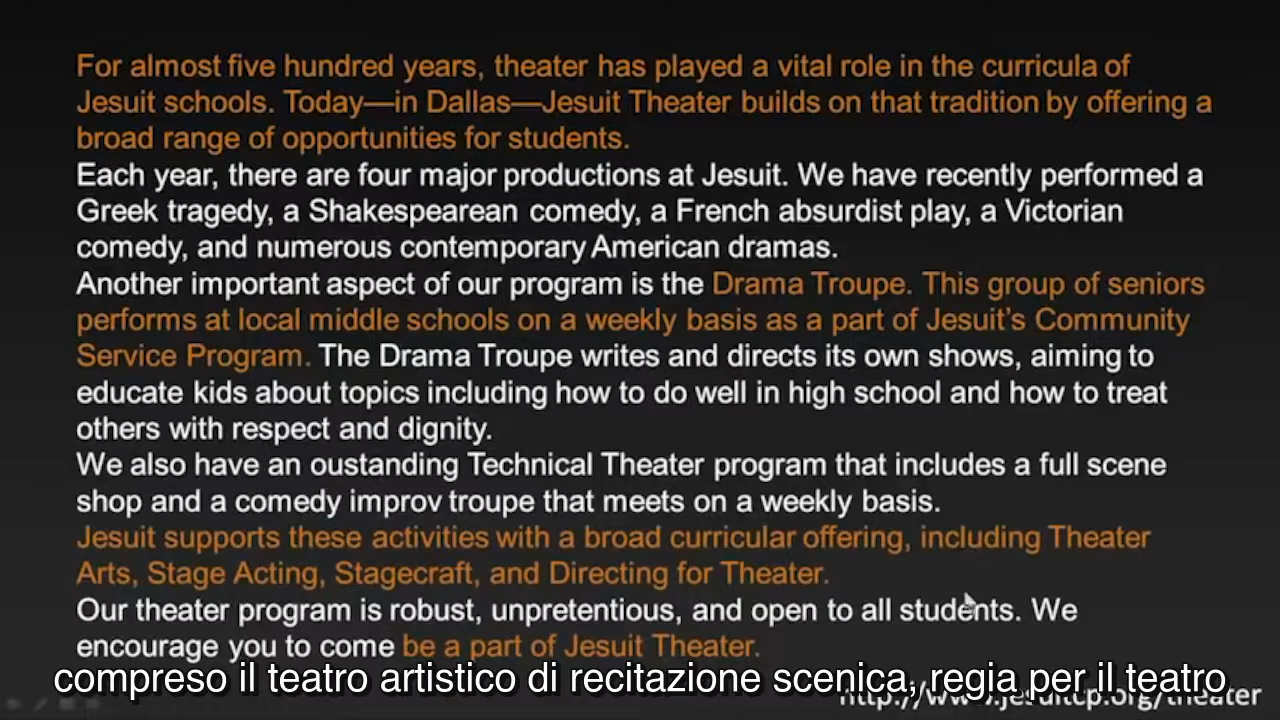 For almost five hundred years, theater has played a vital role in the curricula of
Jesuit schools. Today—in Dallas—Jesuit Theater builds on that tradition by offering a
broad range of opportunities for students.
Each year, there are four major productions at Jesuit. We have recently performed a
Greek tragedy, a Shakespearean comedy, a French absurdist play, a Victorian
comedy, and numerous contemporary American dramas.
Another important aspect of our program is the Drama Troupe. This group of seniors
performs at local middle schools on a weekly basis as a part of Jesuit's Community
Service Program. The Drama Troupe writes and directs its own shows, aiming to
educate kids about topics including how to do well in high school and how to treat
others with respect and dignity.
We also have an oustanding Technical Theater program that includes a full scene
shop and a comedy improv troupe that meets on a weekly basis.
Jesuit supports these activities with a broad curricular offering, including Theater
Arts, Stage Acting, Stagecraft, and Directing for Theater.
Our theater program is robust, unpretentious, and open to all students. We
encourage you to come be a part of Jesuit Theater.
compreso il teatro artistico di recitazione scenica, regia per il teatro
http://www.jesuitcp.org/theater